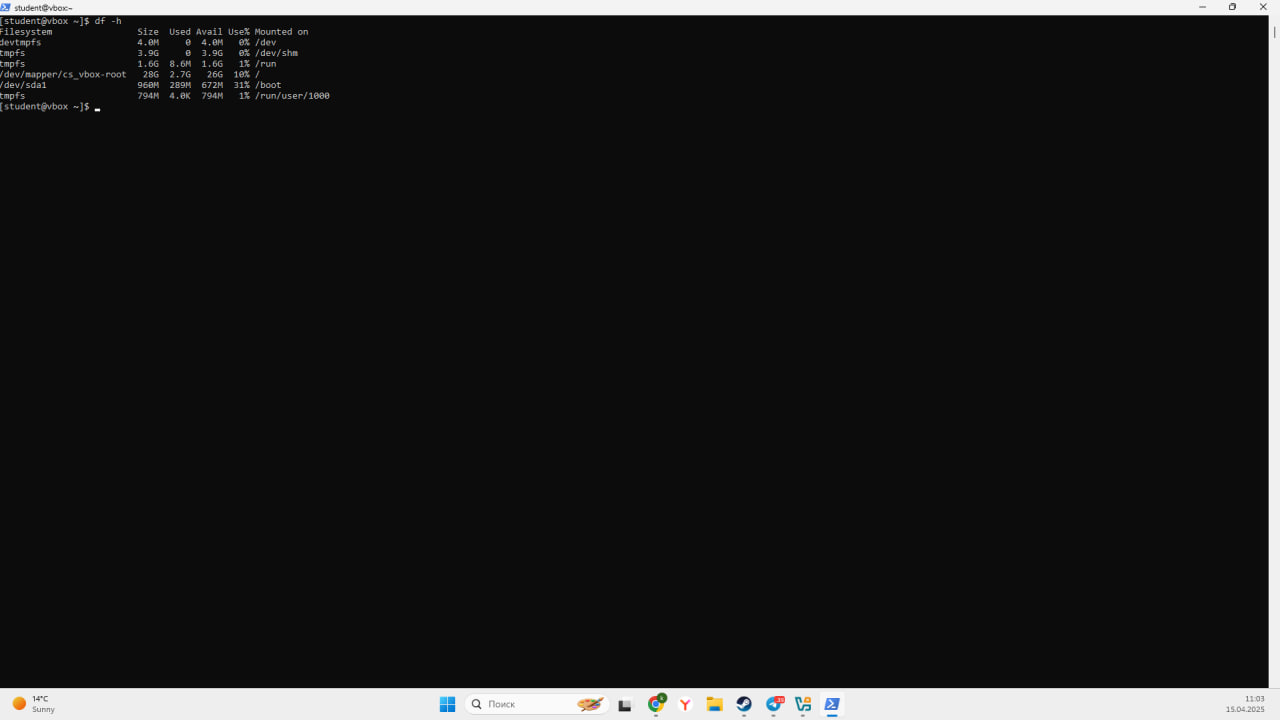 student@vbox:~
[student@vbox ~]$ df -h
Filesystem Size Used Avail Use% Mounted on
devtmpfs 4.0M 0 4.0M 0% /dev
tmpfs 3.9G 0 3.9G 0% /dev/shm
tmpfs 1.6G 8.6M 1.6G 1% /run
/dev/mapper/cs_vbox-root 28G 2.7G 26G 10% /
/dev/sda1 960M 289M 672M 31% /boot
tmpfs 794M 4.0K 794M 1% /run/user/1000
[student@vbox ~]$
14°C
Sunny
Поиск
11:03
15.04.2025